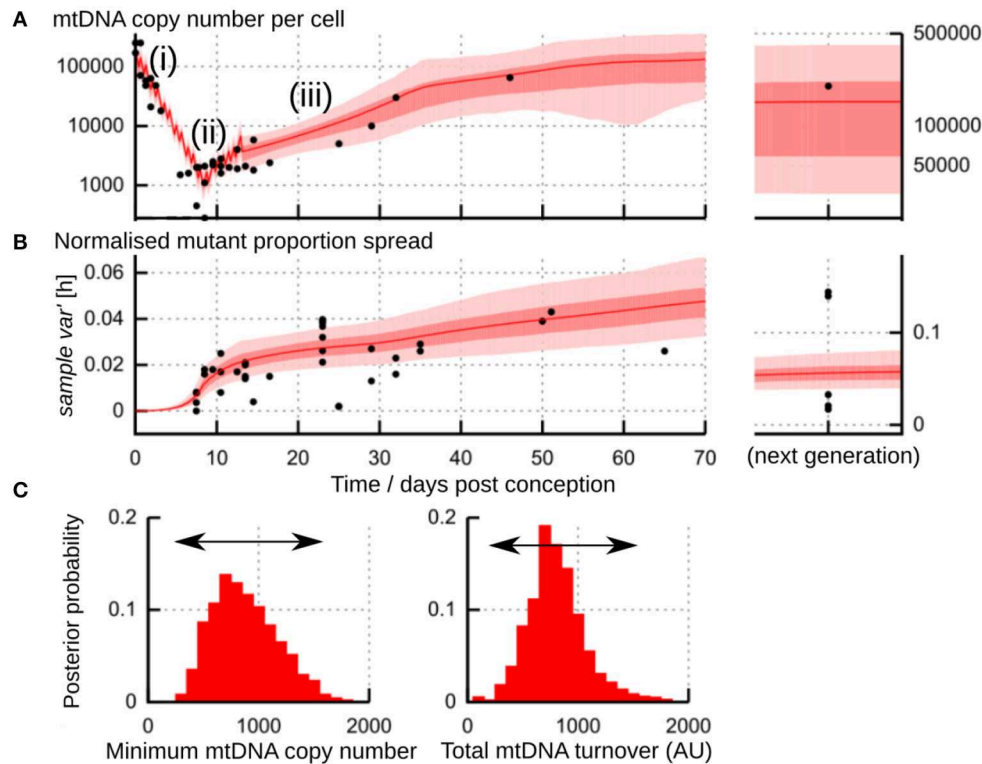 A mtDNA copy number per cell
100000
10000
1000
(i)
(ii)
(iii)
500000
100000
50000
B Normalised mutant proportion spread
sample var' [h]
0.06
0.04
0.02
0
0.1
0
0 10 20 30 40 50 60 70
(next generation)
Time / days post conception
C
Posterior probability
0.2
0.1
0
0 1000 2000
Minimum mtDNA copy number
0.2
0.1
0
0 1000 2000
Total mtDNA turnover (AU)